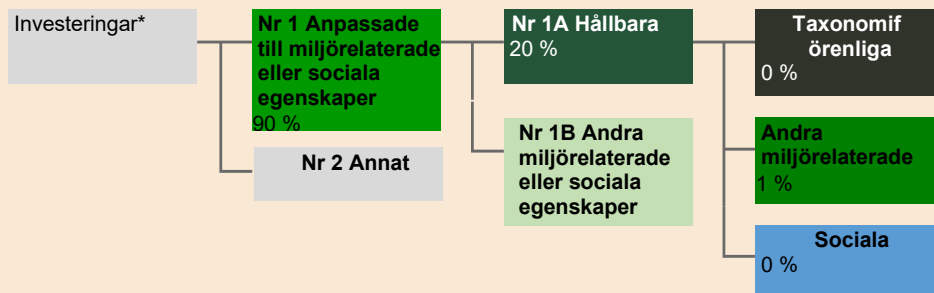 Investeringar*
Nr 1 Anpassade
till miljörelaterade
eller sociala
egenskaper
90 %
Nr 2 Annat
Nr 1A Hållbara
20 %
Nr 1B Andra
miljörelaterade
eller sociala
egenskaper
Taxonomif
örenliga
0 %
Andra
miljörelaterade
1 %
Sociala
0 %